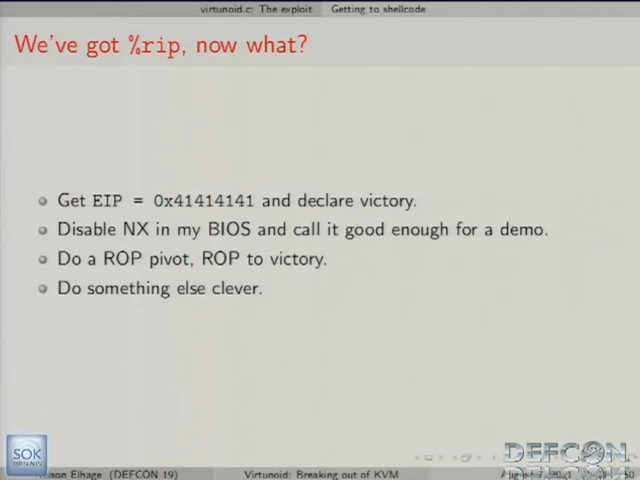 virtunoid.c: The exploit Getting to shellcode
We've got %rip, now what?
Get EIP = 0x41414141 and declare victory.
Disable NX in my BIOS and call it good enough for a demo.
Do a ROP pivot, ROP to victory.
Do something else clever.
SOK
DEFCON
Elhage (DEFCON 19) Virtunoid: Breaking out of KVM